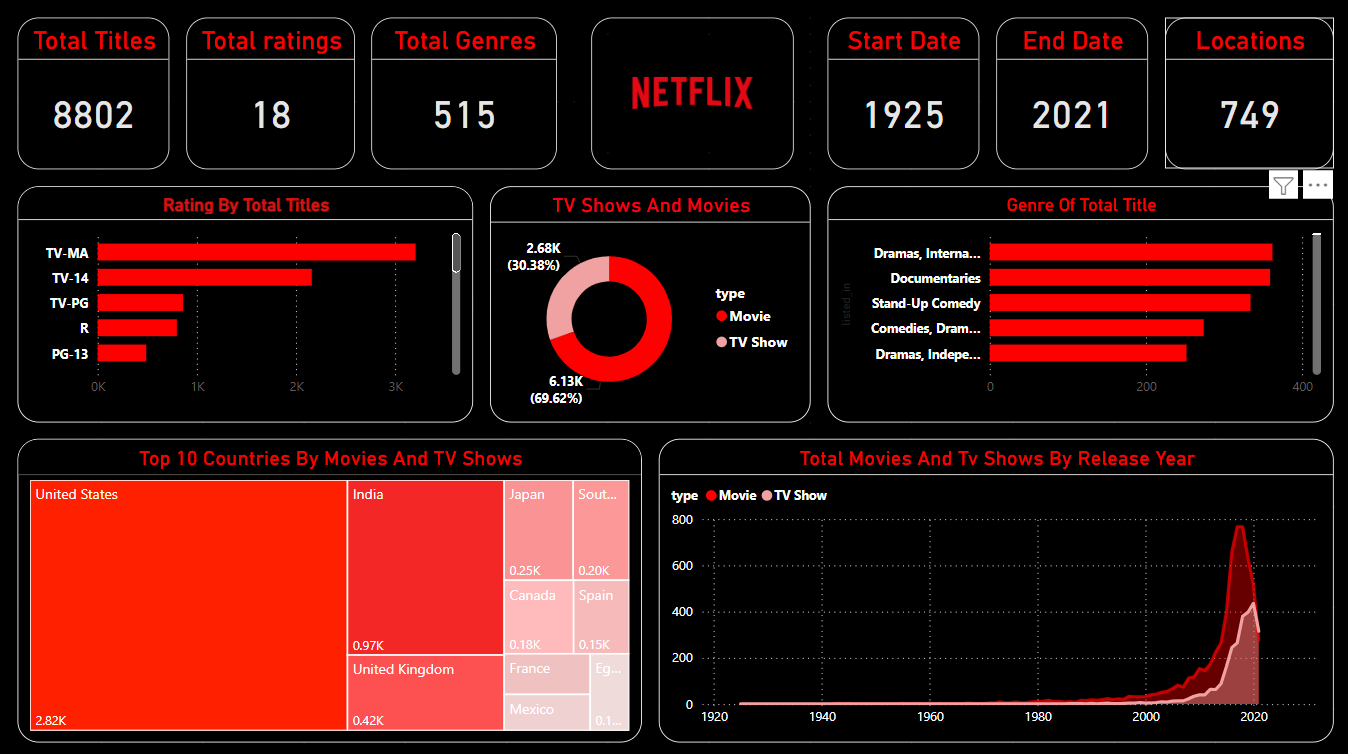 Total Titles
8802
Total ratings
18
Total Genres
515
NETFLIX
Start Date
1925
End Date
2021
Locations
749
Rating By Total Titles
TV-MA
TV-14
TV-PG
R
PG-13
0K 1K 2K 3K
TV Shows And Movies
2.68K
(30.38%)
6.13K
(69.62%)
type
Movie
TV Show
Genre Of Total Title
listed_in
Dramas, Interna...
Documentaries
Stand-Up Comedy
Comedies, Dram...
Dramas, Indepe...
0 200 400
Top 10 Countries By Movies And TV Shows
United States
2.82K
India
0.97K
United Kingdom
0.42K
Japan
0.25K
Sout...
0.20K
Canada
0.18K
Spain
0.15K
France
Mexico
Eg...
0.1...
Total Movies And Tv Shows By Release Year
type Movie TV Show
800
600
400
200
0
1920 1940 1960 1980 2000 2020